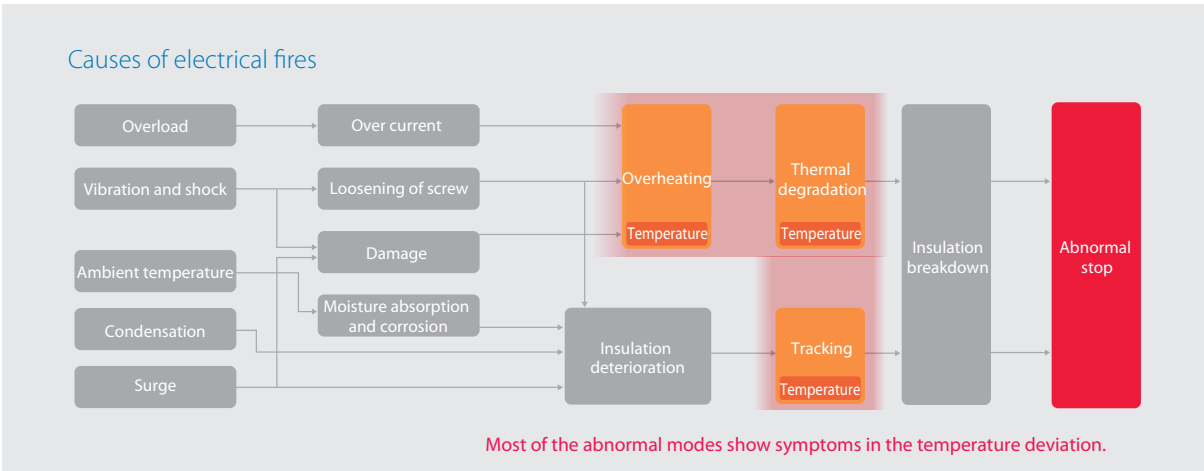 Causes of electrical fires
Overload
Over current
Vibration and shock
Loosening of screw
Overheating
Thermal
degradation
Temperature
Temperature
Damage
Ambient temperature
Moisture absorption
and corrosion
Condensation
Surge
Insulation
deterioration
Tracking
Temperature
Insulation
breakdown
Abnormal
stop
Most of the abnormal modes show symptoms in the temperature deviation.